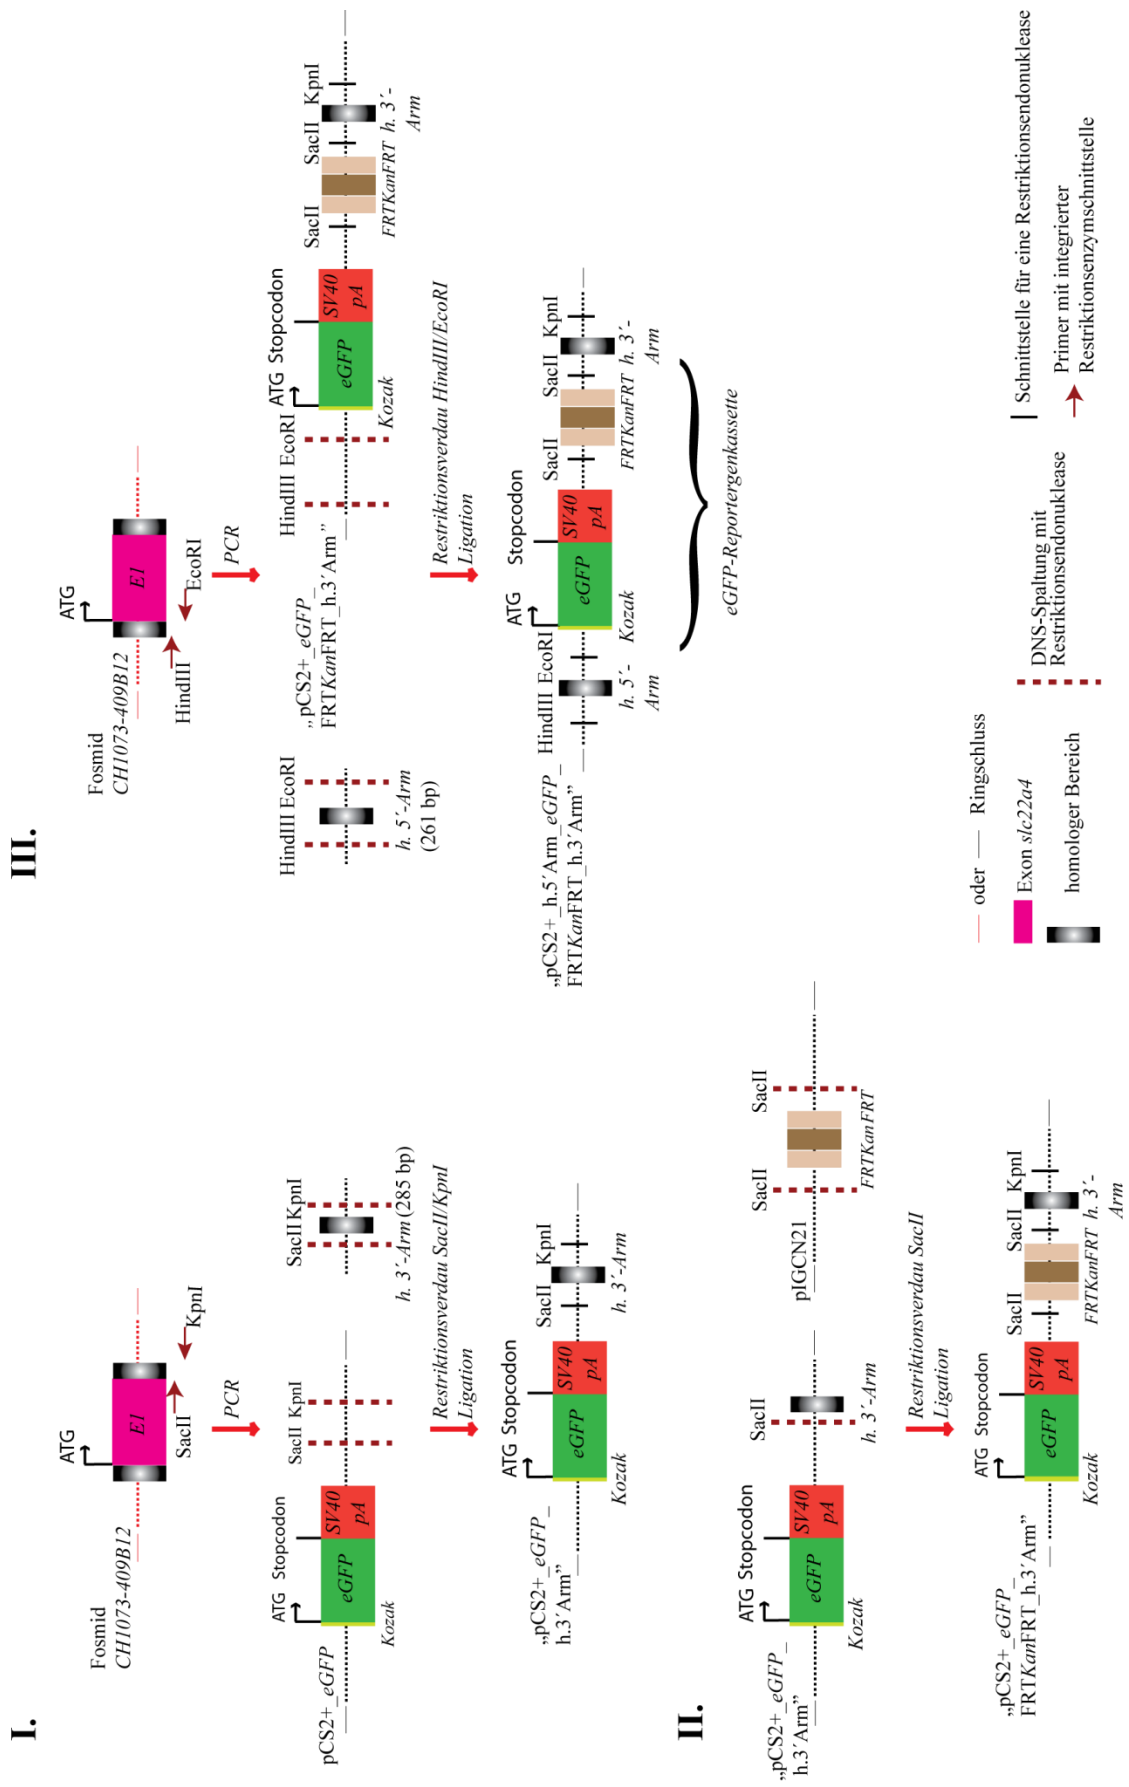 I.
Fosmid
CH1073-409B12
ATG
E1
SacII
KpnI
PCR
pCS2+_eGFP
ATG Stopcodon
eGFP
SV40
pA
Kozak
SacII KpnI
SacII KpnI
h. 3´-Arm (285 bp)
Restriktionsverdau SacII/KpnI
Ligation
„pCS2+_eGFP_
h.3´Arm”
ATG Stopcodon
eGFP
SV40
pA
Kozak
SacII KpnI
h. 3´-Arm
II.
„pCS2+_eGFP_
h.3´Arm”
ATG Stopcodon
eGFP
SV40
pA
Kozak
SacII
h. 3´-Arm
pIGCN21
SacII
SacII
FRTKanFRT
Restriktionsverdau SacII
Ligation
„pCS2+_eGFP_
FRTKanFRT_h.3´Arm”
ATG Stopcodon
eGFP
SV40
pA
Kozak
SacII
SacII KpnI
FRTKanFRT h. 3´-
Arm
III.
Fosmid
CH1073-409B12
ATG
E1
HindIII
EcoRI
PCR
HindIII EcoRI
h. 5´-Arm
(261 bp)
„pCS2+_eGFP_
FRTKanFRT_h.3´Arm”
HindIII EcoRI
ATG Stopcodon
eGFP
SV40
pA
Kozak
SacII
SacII KpnI
FRTKanFRT h. 3´-
Arm
Restriktionsverdau HindIII/EcoRI
Ligation
„pCS2+_h.5´Arm_eGFP_
FRTKanFRT_h.3´Arm”
HindIII EcoRI
h. 5´-
Arm
ATG Stopcodon
eGFP
SV40
pA
Kozak
SacII
SacII KpnI
FRTKanFRT h. 3´-
Arm
eGFP-Reportergenkassette
oder
Ringschluss
Exon slc22a4
homologer Bereich
DNS-Spaltung mit
Restriktionsendonuklease
Schnittstelle für eine Restriktionsendonuklease
Primer mit integrierter
Restriktionsenzymschnittstelle